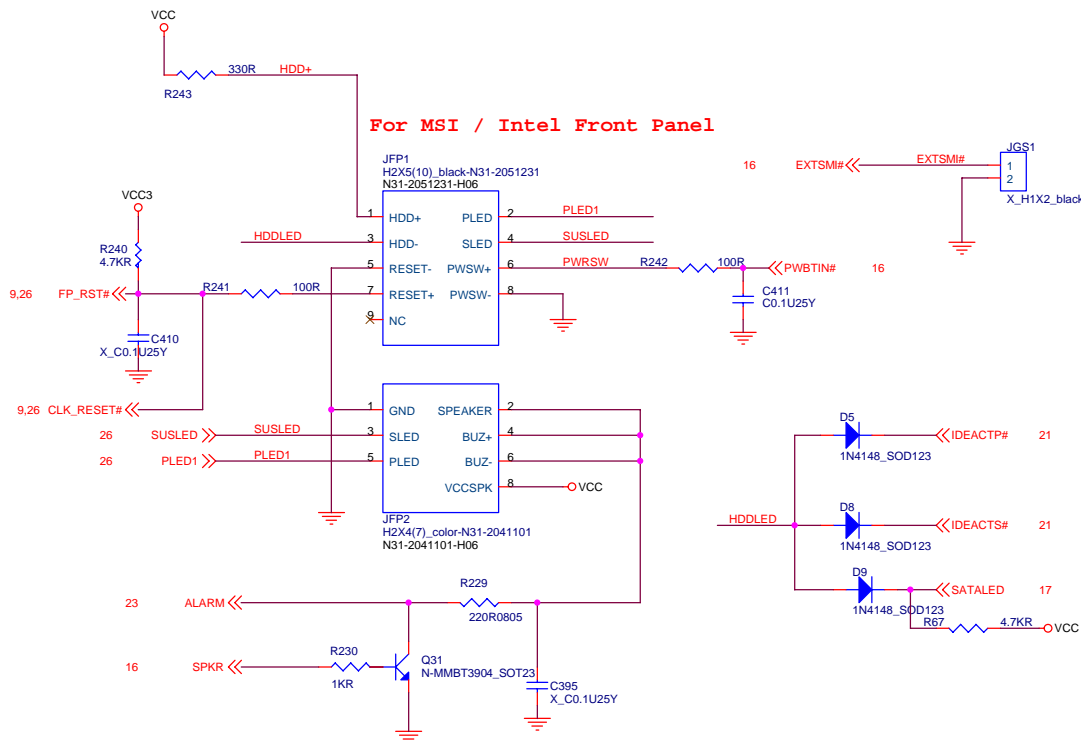 VCC
330R
HDD+
R243
For MSI / Intel Front Panel
JFP1
H2X5(10)_black-N31-2051231
N31-2051231-H06
16
EXTSMI#
EXTSMI#
JGS1
1
2
X_H1X2_black
VCC3
R240
4.7KR
1
HDD+
PLED
2
PLED1
HDDLED
3
HDD-
SLED
4
SUSLED
5
RESET-
PWSW+
6
PWRSW
R242
100R
PWBTIN#
16
9,26
FP_RST#
R241
100R
7
RESET+
PWSW-
8
C411
C0.1U25Y
9
NC
C410
X_C0.1U25Y
9,26
CLK_RESET#
1
GND
SPEAKER
2
26
SUSLED
SUSLED
3
SLED
BUZ+
4
26
PLED1
PLED1
5
PLED
BUZ-
6
VCCSPK
8
VCC
JFP2
H2X4(7)_color-N31-2041101
N31-2041101-H06
D5
1N4148_SOD123
IDEACTP#
21
HDDLED
D8
1N4148_SOD123
IDEACTS#
21
D9
1N4148_SOD123
SATALED
17
R67
4.7KR
VCC
23
ALARM
R229
220R0805
16
SPKR
R230
1KR
Q31
N-MMBT3904_SOT23
C395
X_C0.1U25Y